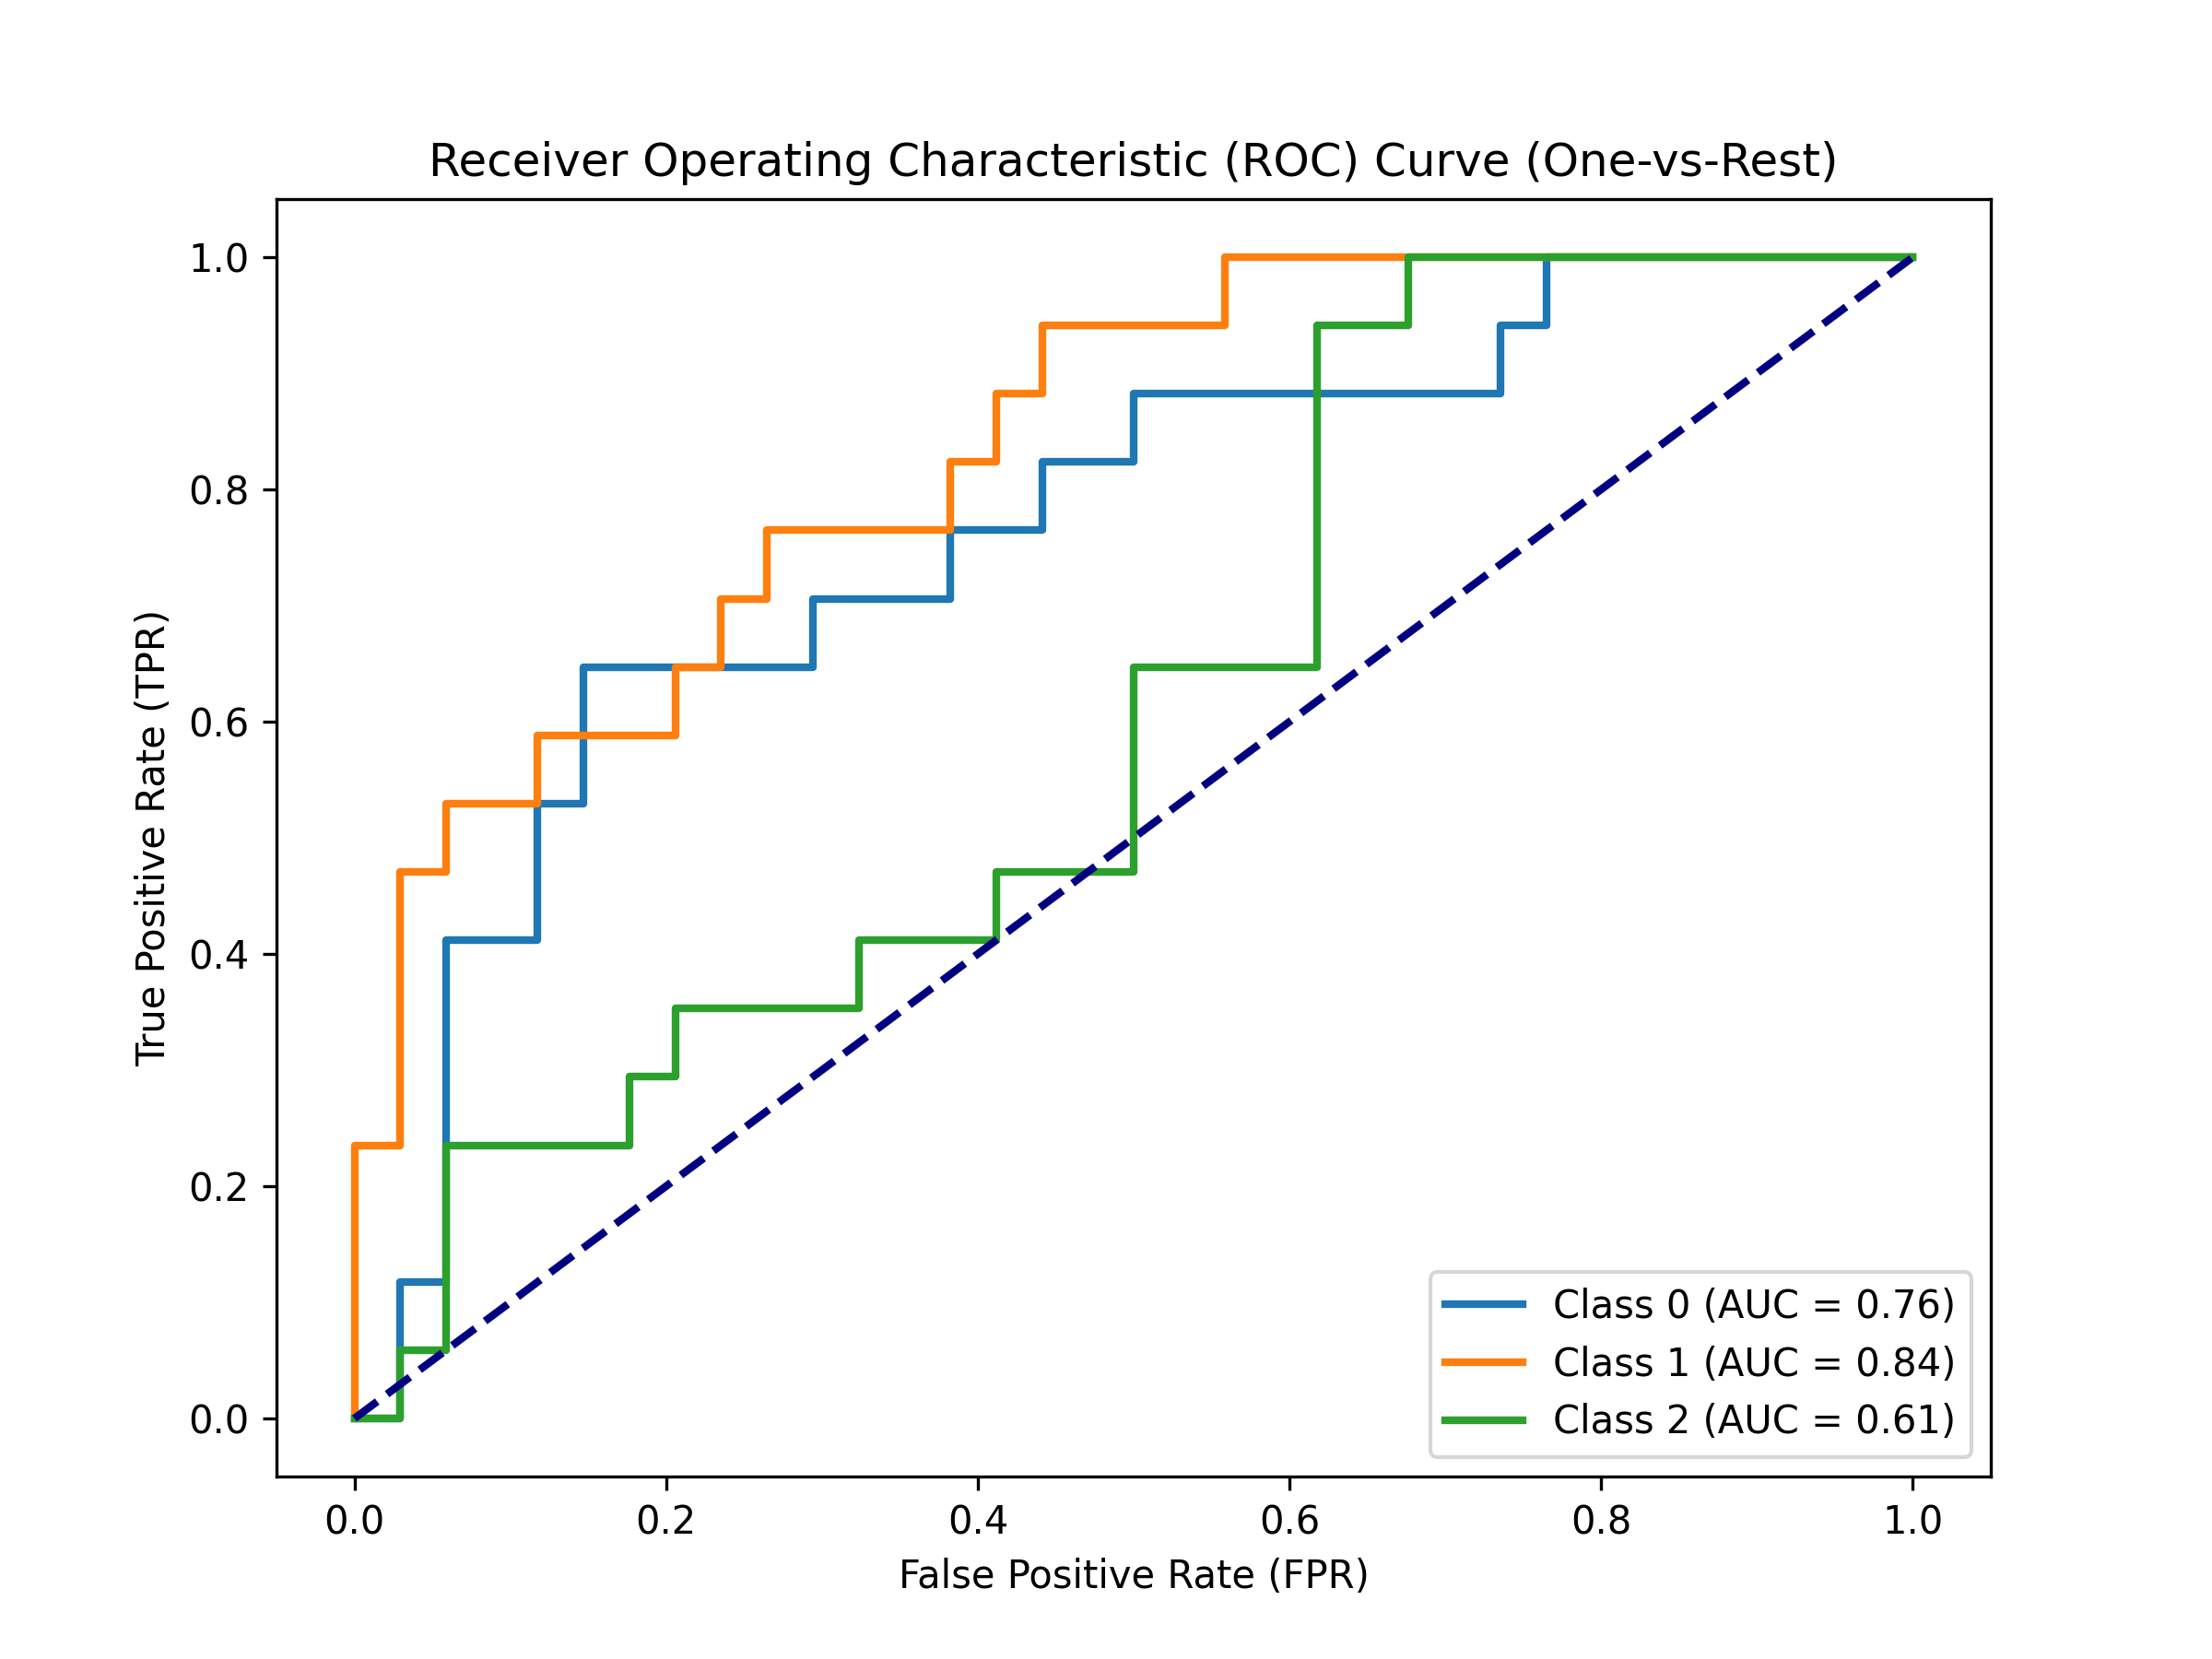 Receiver Operating Characteristic (ROC) Curve (One-vs-Rest)
True Positive Rate (TPR)
1.0
0.8
0.6
0.4
0.2
0.0
Class 0 (AUC = 0.76)
Class 1 (AUC = 0.84)
Class 2 (AUC = 0.61)
0.0 0.2 0.4 0.6 0.8 1.0
False Positive Rate (FPR)